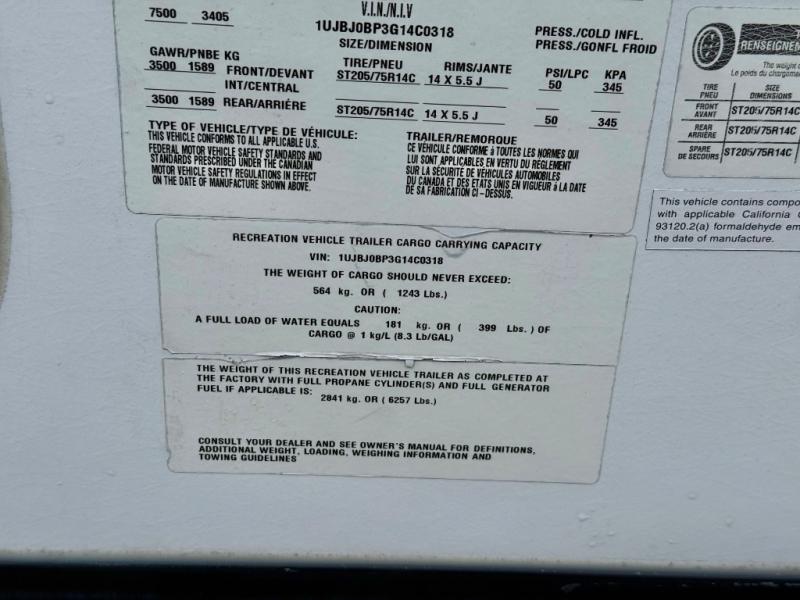 7500 3405
V.I.N./N.I.V
1UJBJ0BP3G14C0318
SIZE/DIMENSION
PRESS./COLD INFL.
PRESS./GONFL FROID
GAWR/PNBE KG
TIRE/PNEU RIMS/JANTE PSI/LPC KPA
3500 1589 FRONT/DEVANT ST205/75R14C 14 X 5.5 J 50 345
INT/CENTRAL
3500 1589 REAR/ARRIÈRE ST205/75R14C 14 X 5.5 J 50 345
TYPE OF VEHICLE/TYPE DE VÉHICULE: TRAILER/REMORQUE
THIS VEHICLE CONFORMS TO ALL APPLICABLE U.S.
FEDERAL MOTOR VEHICLE SAFETY STANDARDS AND
STANDARDS PRESCRIBED UNDER THE CANADIAN
MOTOR VEHICLE SAFETY REGULATIONS IN EFFECT
ON THE DATE OF MANUFACTURE SHOWN ABOVE.
CE VÉHICULE CONFORME À TOUTES LES NORMES QUI
LUI SONT APPLICABLES EN VERTU DU RÈGLEMENT
SUR LA SÉCURITÉ DE VÉHICULES AUTOMOBILES
DU CANADA ET DES ETATS UNIS EN VIGUEUR à LA DATE
DE SA FABRICATION CI - DESSUS.
RENSEIGNEM
The weight
Le poids du chargeme
TIRE SIZE
PNEU DIMENSIONS
FRONT
AVANT ST205/75R14C
REAR
ARRIÈRE ST205/75R14C
SPARE
DE SECOURS ST205/75R14C
This vehicle contains compo
with applicable California
93120.2(a) formaldehyde em
the date of manufacture.
RECREATION VEHICLE TRAILER CARGO CARRYING CAPACITY
VIN: 1UJBJ0BP3G14C0318
THE WEIGHT OF CARGO SHOULD NEVER EXCEED:
564 kg. OR ( 1243 Lbs.)
CAUTION:
A FULL LOAD OF WATER EQUALS 181 kg. OR ( 399 Lbs. ) OF
CARGO @ 1 kg/L (8.3 Lb/GAL)
THE WEIGHT OF THIS RECREATION VEHICLE TRAILER AS COMPLETED AT
THE FACTORY WITH FULL PROPANE CYLINDER(S) AND FULL GENERATOR
FUEL IF APPLICABLE IS:
2841 kg. OR ( 6257 Lbs.)
CONSULT YOUR DEALER AND SEE OWNER'S MANUAL FOR DEFINITIONS,
ADDITIONAL WEIGHT, LOADING, WEIGHING INFORMATION AND
TOWING GUIDELINES